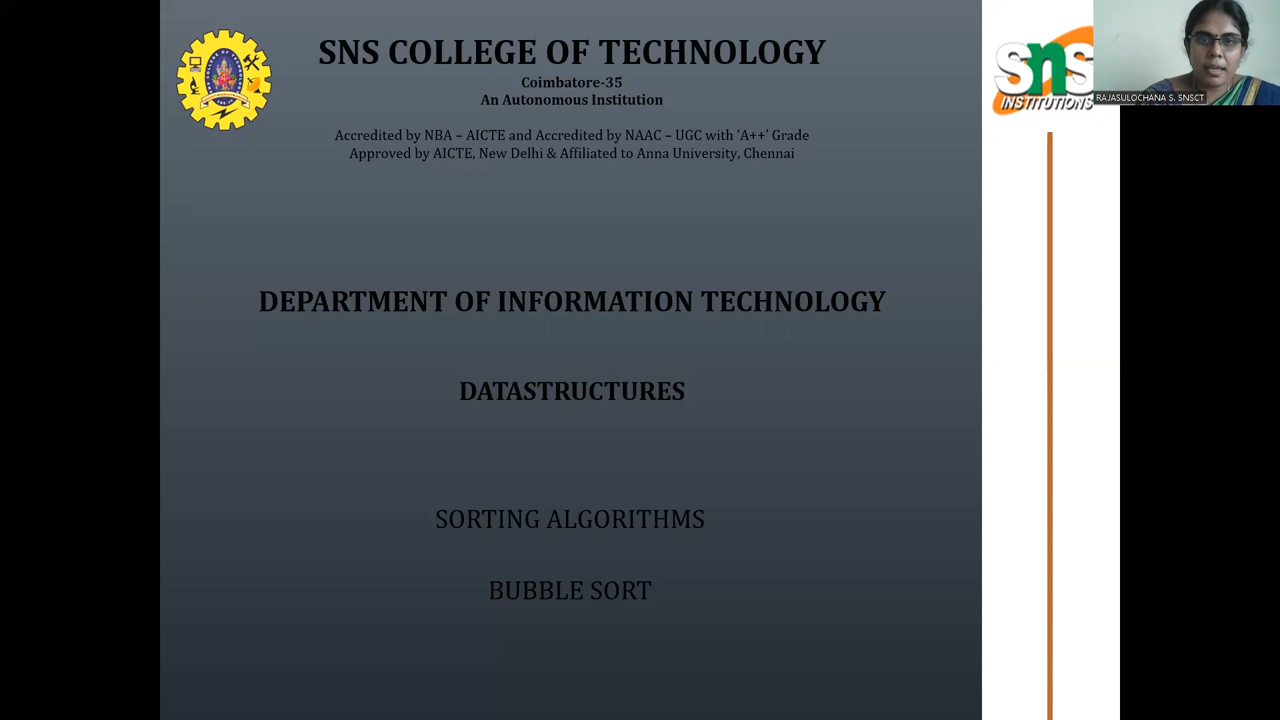 SNS COLLEGE OF TECHNOLOGY
Coimbatore-35
An Autonomous Institution
Accredited by NBA – AICTE and Accredited by NAAC – UGC with ‘A++’ Grade
Approved by AICTE, New Delhi & Affiliated to Anna University, Chennai
sns
INSTITUTIONS
RAJASULOCHANA S. SNSCT
DEPARTMENT OF INFORMATION TECHNOLOGY
DATASTRUCTURES
SORTING ALGORITHMS
BUBBLE SORT